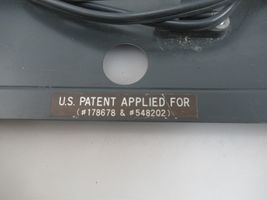 U.S. PATENT APPLIED FOR
(#178678 & #548202)